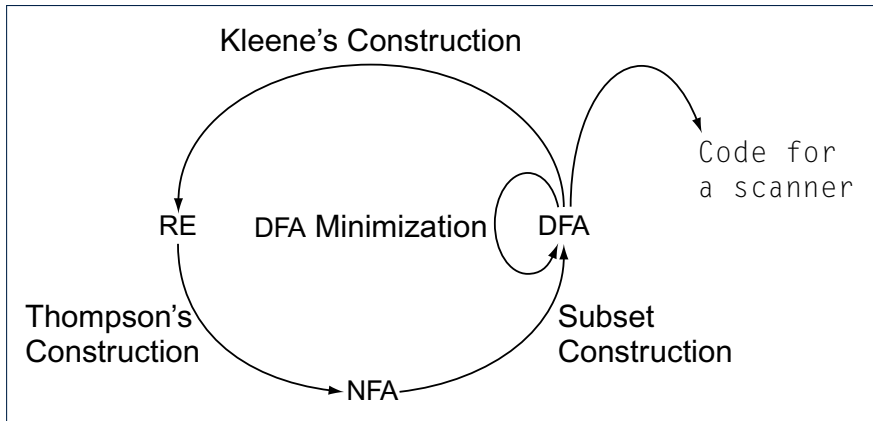 Kleene's Construction
Code for
a scanner
RE
DFA Minimization
DFA
Thompson's
Construction
Subset
Construction
NFA